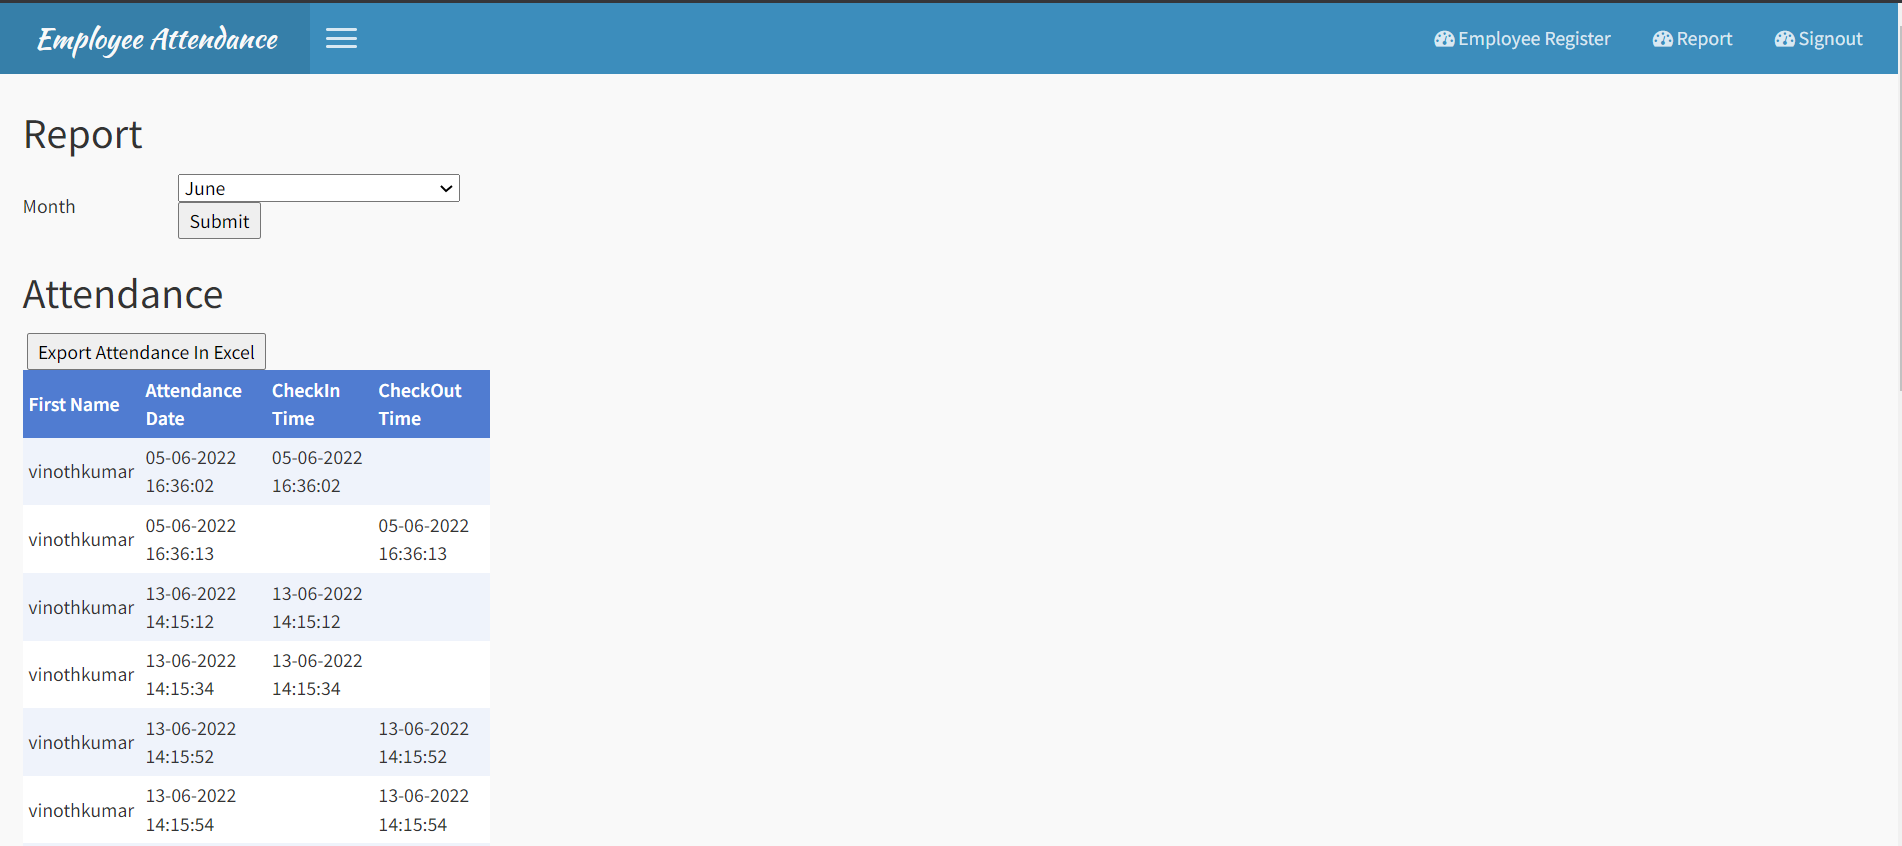 Employee Attendance
Employee Register
Report
Signout
Report
Month
June
Submit
Attendance
Export Attendance In Excel
First Name
Attendance
Date
CheckIn
Time
CheckOut
Time
vinothkumar
05-06-2022
16:36:02
05-06-2022
16:36:02
vinothkumar
05-06-2022
16:36:13
05-06-2022
16:36:13
vinothkumar
13-06-2022
14:15:12
13-06-2022
14:15:12
vinothkumar
13-06-2022
14:15:34
13-06-2022
14:15:34
vinothkumar
13-06-2022
14:15:52
13-06-2022
14:15:52
vinothkumar
13-06-2022
14:15:54
13-06-2022
14:15:54